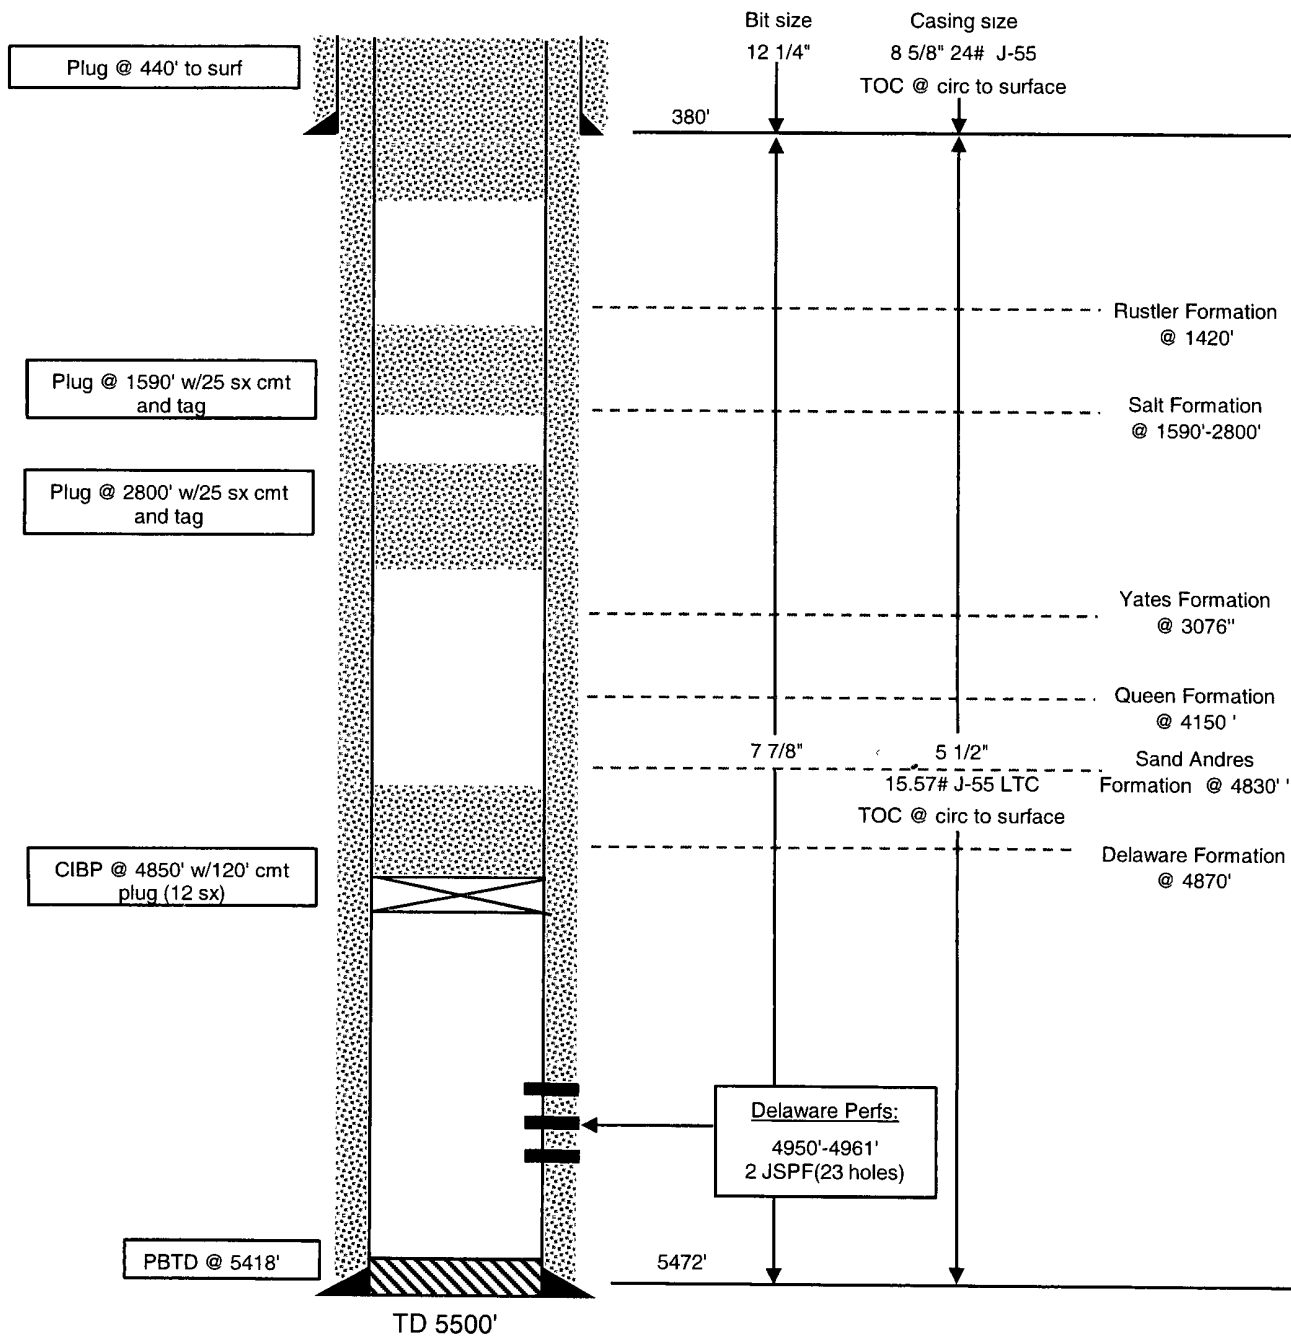 Bit size
12 1/4"
Casing size
8 5/8" 24# J-55
TOC @ circ to surface
Plug @ 440' to surf
380'
Rustler Formation
@ 1420'
Plug @ 1590' w/25 sx cmt
and tag
Salt Formation
@ 1590'-2800'
Plug @ 2800' w/25 sx cmt
and tag
Yates Formation
@ 3076"
Queen Formation
@ 4150 '
7 7/8"
5 1/2"
15.57# J-55 LTC
TOC @ circ to surface
Sand Andres
Formation @ 4830' '
CIBP @ 4850' w/120' cmt
plug (12 sx)
Delaware Formation
@ 4870'
Delaware Perfs:
4950'-4961'
2 JSPF(23 holes)
PBTD @ 5418'
5472'
TD 5500'